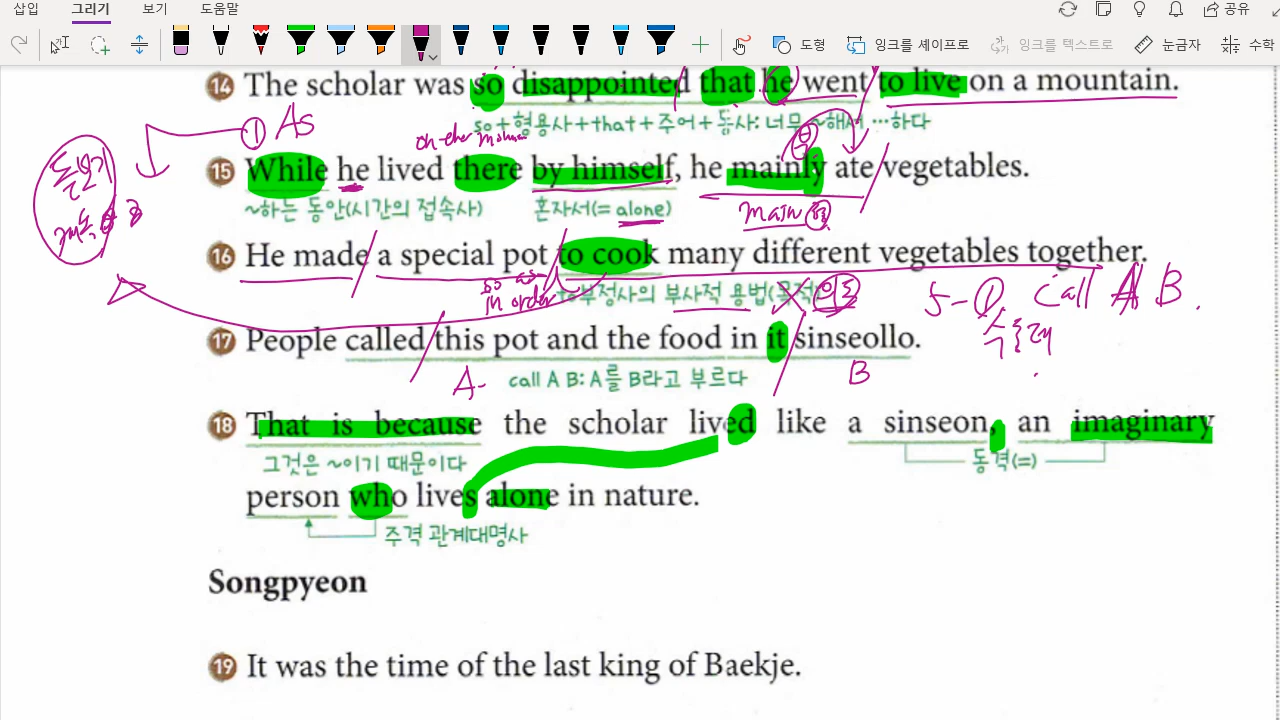 삽입 그리기 보기 도움말 공유
도형 잉크를 셰이프로 잉크를 텍스트로 눈금자 수학
14 The scholar was so disappointed that he went to live on a mountain.
so+형용사+that+주어+동사: 너무 ~해서 …하다
① As
15 While he lived there by himself, he mainly ate vegetables.
~하는 동안(시간의 접속사) 혼자서(= alone)
main
16 He made a special pot to cook many different vegetables together.
so as
in order
to부정사의 부사적 용법(목적)
5-① call A B.
17 People called this pot and the food in it sinseollo.
A call A B: A를 B라고 부르다 B
18 That is because the scholar lived like a sinseon, an imaginary
그것은 ~이기 때문이다 동격(=)
person who lives alone in nature.
주격 관계대명사
Songpyeon
19 It was the time of the last king of Baekje.